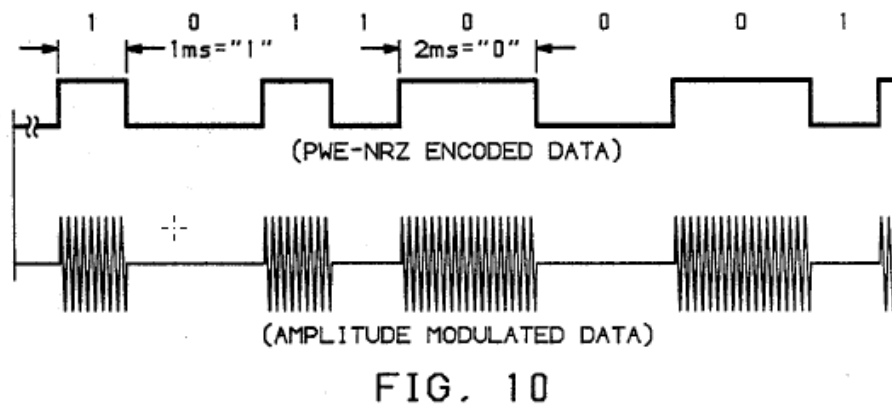 1 0 1 1 0 0 0 1
1ms="1" 2ms="0"
(PWE-NRZ ENCODED DATA)
(AMPLITUDE MODULATED DATA)
FIG. 10